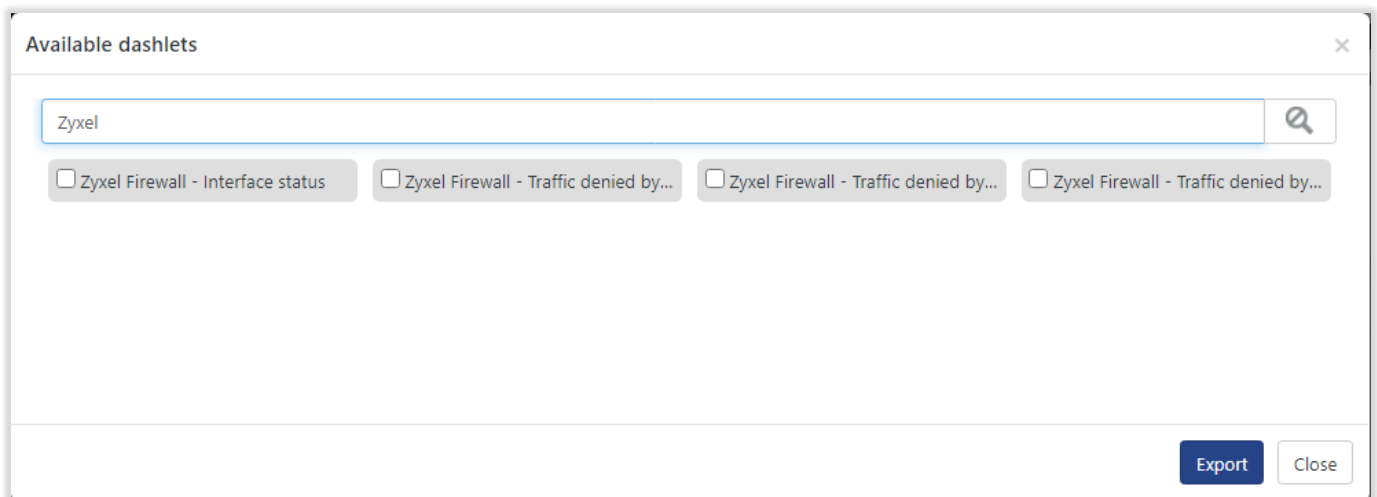 Available dashlets
×
Zyxel
Zyxel Firewall - Interface status
Zyxel Firewall - Traffic denied by...
Zyxel Firewall - Traffic denied by...
Zyxel Firewall - Traffic denied by...
Export
Close